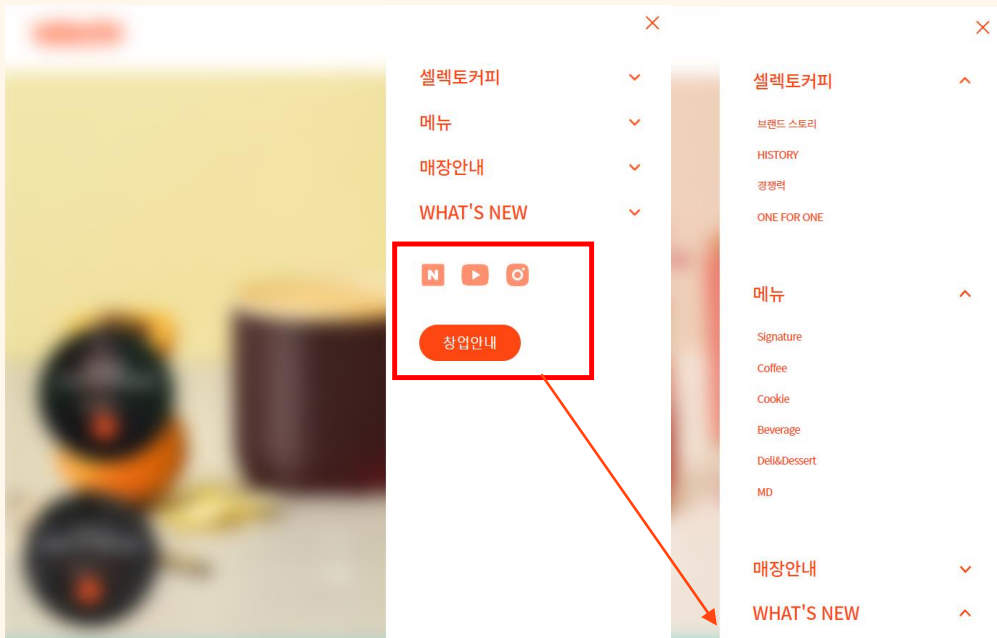 셀렉토커피
메뉴
매장안내
WHAT'S NEW
N
창업안내
셀렉토커피
브랜드 스토리
HISTORY
경쟁력
ONE FOR ONE
메뉴
Signature
Coffee
Cookie
Beverage
Deli&Dessert
MD
매장안내
WHAT'S NEW